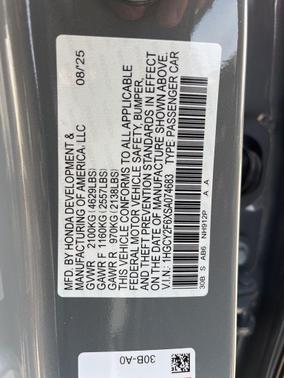 MFD BY HONDA DEVELOPMENT & 08/25
MANUFACTURING OF AMERICA, LLC
GVWR 2100KG (4629LBS)
GAWR F 1160KG (2557LBS)
GAWR R 970KG (2138LBS)
THIS VEHICLE CONFORMS TO ALL APPLICABLE
FEDERAL MOTOR VEHICLE SAFETY, BUMPER,
THEFT PREVENTION STANDARDS IN EFFECT
ON THE DATE OF MANUFACTURE SHOWN ABOVE.
V.I.N.: 1HGCY2F6XSA074683 TYPE: PASSENGER CAR
30B S AB6 NH912P A A
30B-A0